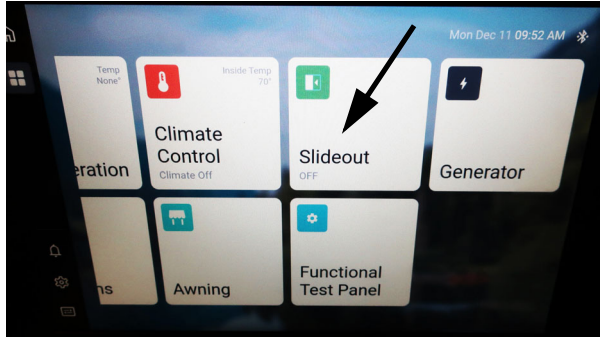 Mon Dec 11 09:52 AM
Temp
None°
eration
Inside Temp
70°
Climate
Control
Climate Off
Slideout
OFF
Generator
ns
Awning
Functional
Test Panel